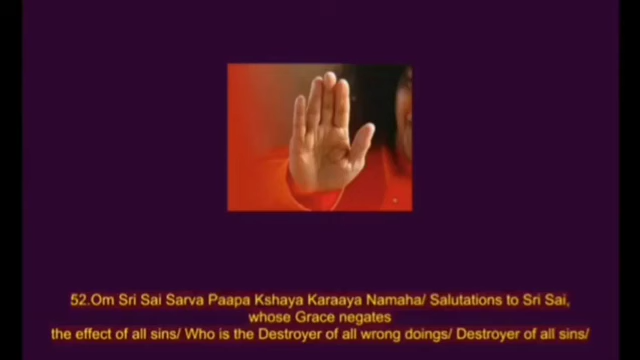 52.Om Sri Sai Sarva Paapa Kshaya Karaaya Namaha/ Salutations to Sri Sai,
whose Grace negates
the effect of all sins/ Who is the Destroyer of all wrong doings/ Destroyer of all sins/